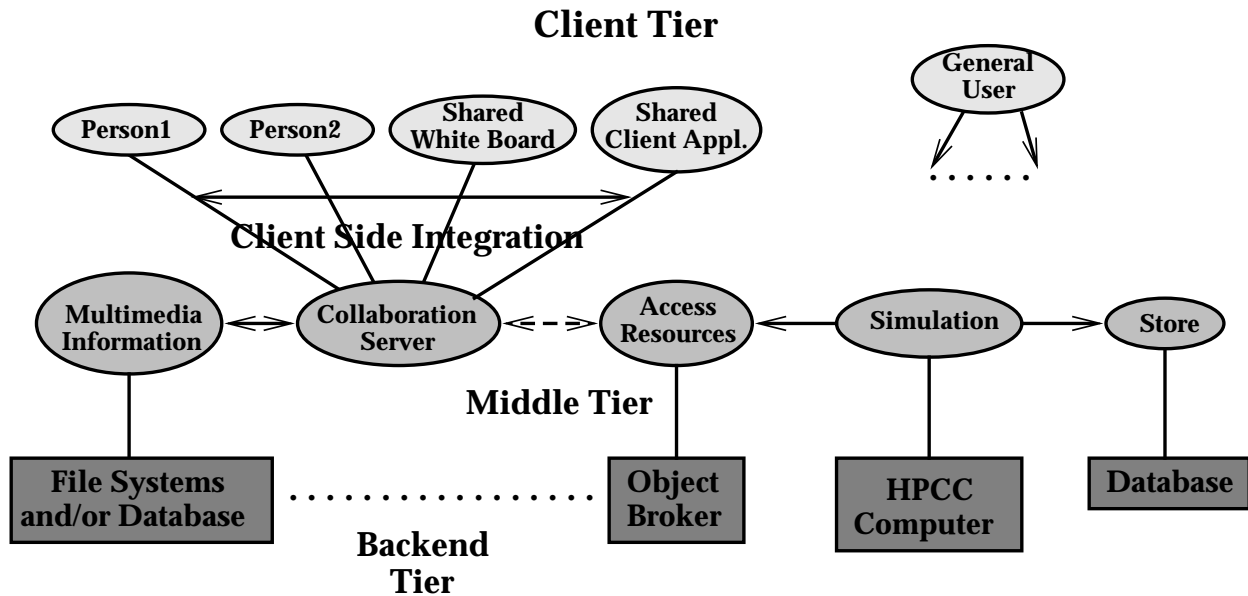 Client Tier
General
User
Person1
Person2
Shared
White Board
Shared
Client Appl.
Client Side Integration
Multimedia
Information
Collaboration
Server
Access
Resources
Simulation
Store
Middle Tier
File Systems
and/or Database
Object
Broker
HPCC
Computer
Database
Backend
Tier